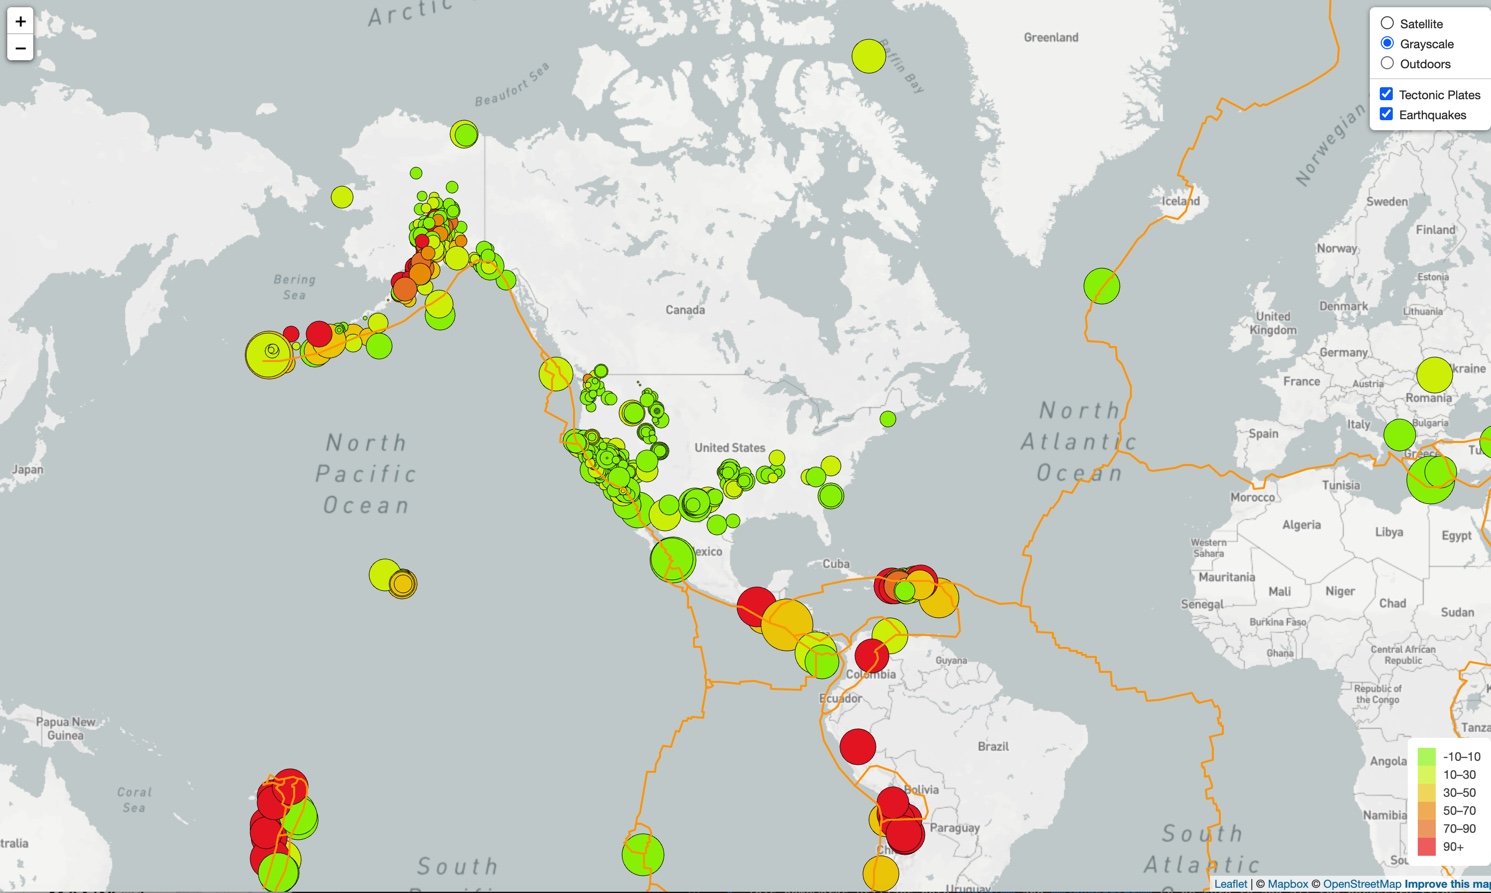 +
−
Arctic
Beaufort Sea
Baffin Bay
Greenland
Satellite
Grayscale
Outdoors
Tectonic Plates
Earthquakes
Norwegian
Iceland
Sweden
Finland
Norway
Estonia
Bering
Sea
Canada
Denmark
Lithuania
United
Kingdom
Germany
Ukraine
France
Austria
Romania
North
Pacific
Ocean
Japan
United States
North
Atlantic
Ocean
Spain
Italy
Bulgaria
Greece
Tu
Tunisia
Morocco
Algeria
Libya
Egypt
Western
Sahara
Mexico
Cuba
Mauritania
Mali
Niger
Chad
Sudan
Senegal
Burkina Faso
Ghana
Central African
Republic
Guyana
Colombia
Ecuador
Republic of
the Congo
Papua New
Guinea
Tanza
Brazil
Angola
Coral
Sea
Bolivia
Paraguay
Namibia
tralia
Chi
South
Pacifi
South
Atlantic
Uruguay
Sou
-10–10
10–30
30–50
50–70
70–90
90+
Leaflet | © Mapbox © OpenStreetMap Improve this map